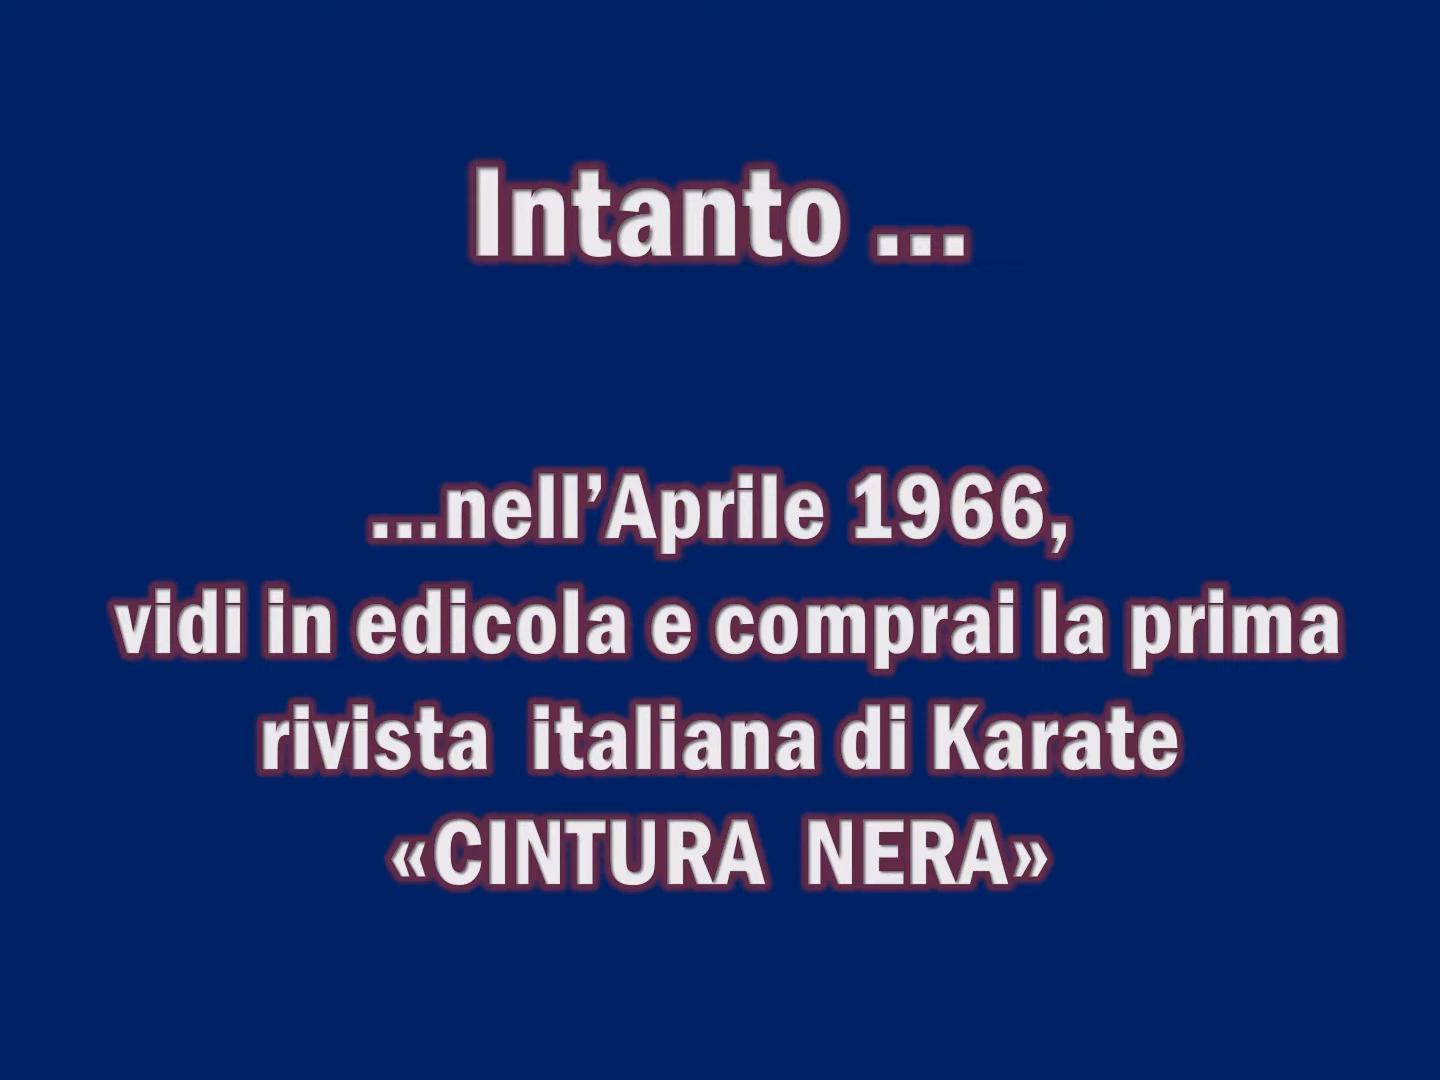 Intanto ...
...nell’Aprile 1966,
vidi in edicola e comprai la prima
rivista  italiana di Karate
«CINTURA  NERA»